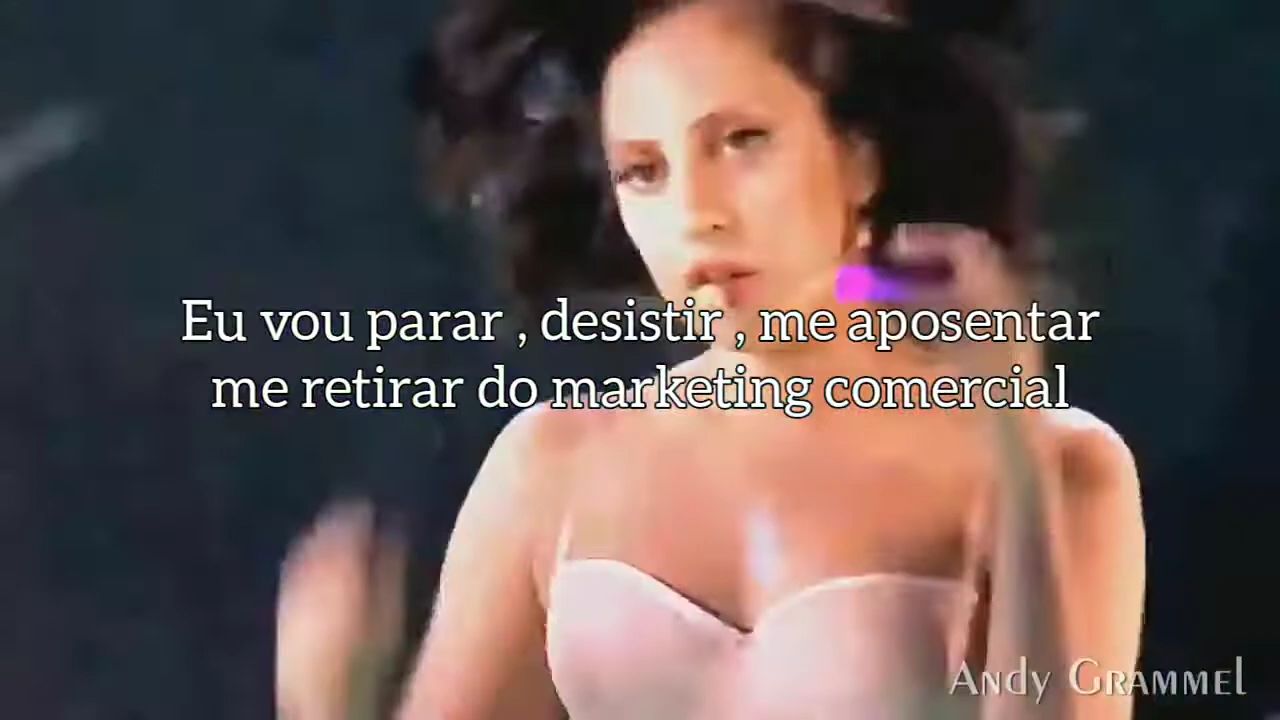 Eu vou parar , desistir , me aposentar
me retirar do marketing comercial
Andy Grammel